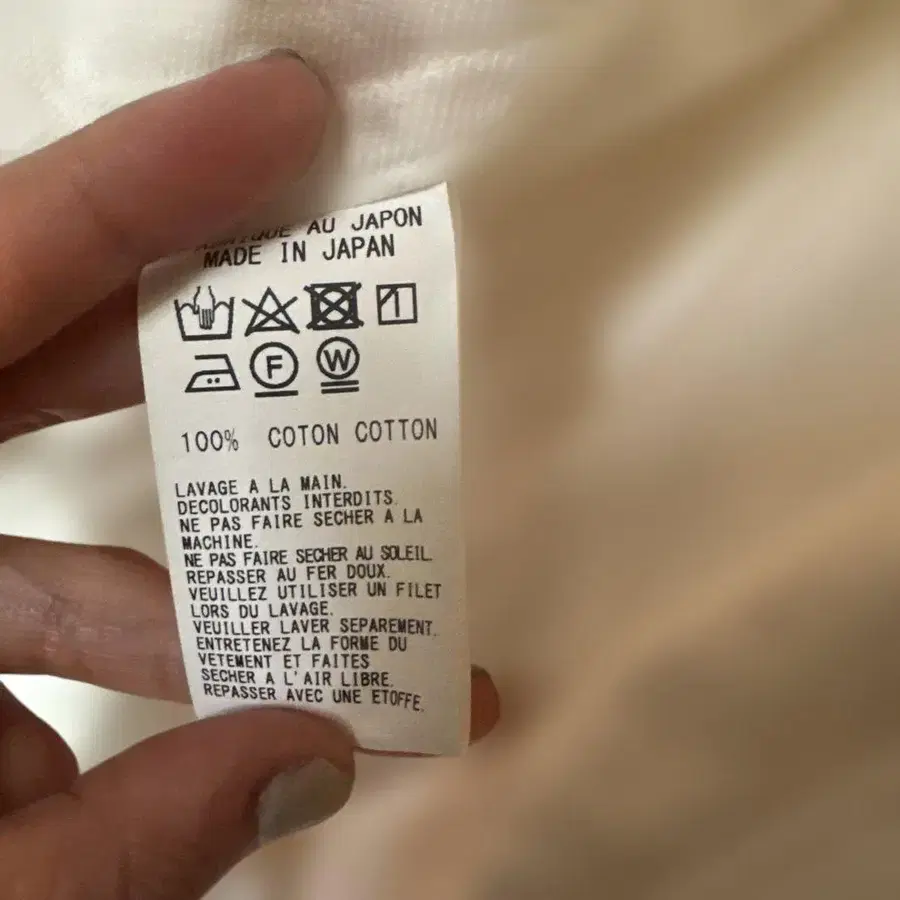 AU JAPON
MADE IN JAPAN
F W
100% COTON COTTON
LAVAGE A LA MAIN.
DECOLORANTS INTERDITS.
NE PAS FAIRE SECHER A LA
MACHINE.
NE PAS FAIRE SECHER AU SOLEIL.
REPASSER AU FER DOUX.
VEUILLEZ UTILISER UN FILET
LORS DU LAVAGE.
VEUILLER LAVER SEPAREMENT.
ENTRETENEZ LA FORME DU
VETEMENT ET FAITES
SECHER A L'AIR LIBRE.
REPASSER AVEC UNE ETOFFE.